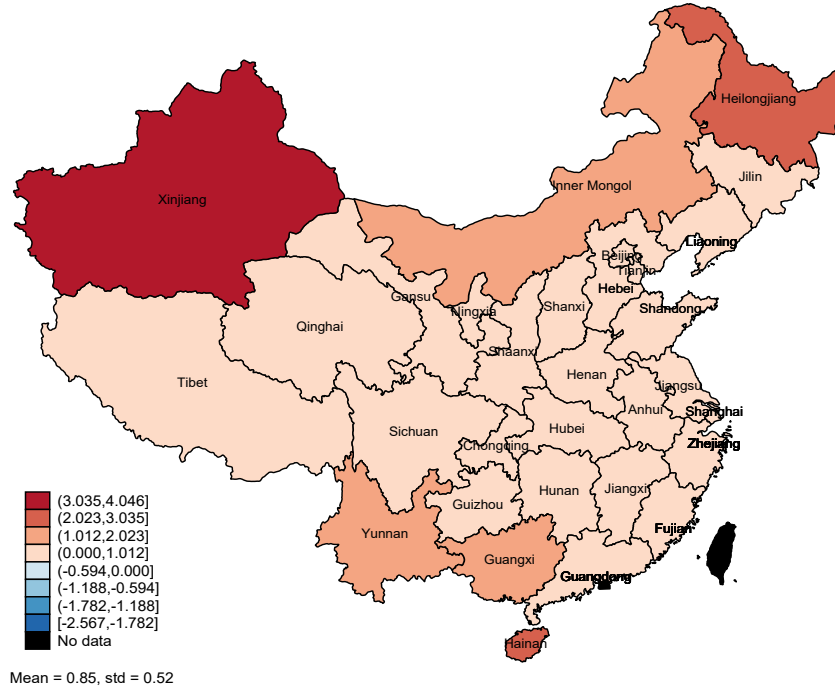 Heilongjiang
Jilin
Inner Mongol
Xinjiang
Liaoning
Beijing
Tianjin
Hebei
Gansu
Shandong
Ningxia
Shanxi
Qinghai
Shaanxi
Henan
Tibet
Jiangsu
Anhui
Shanghai
Hubei
Sichuan
Zhejiang
Chongqing
Hunan
Jiangxi
Guizhou
Fujian
Yunnan
Guangxi
Guangdong
Hainan
(3.035,4.046]
(2.023,3.035]
(1.012,2.023]
(0.000,1.012]
(-0.594,0.000]
(-1.188,-0.594]
(-1.782,-1.188]
[-2.567,-1.782]
No data
Mean = 0.85, std = 0.52